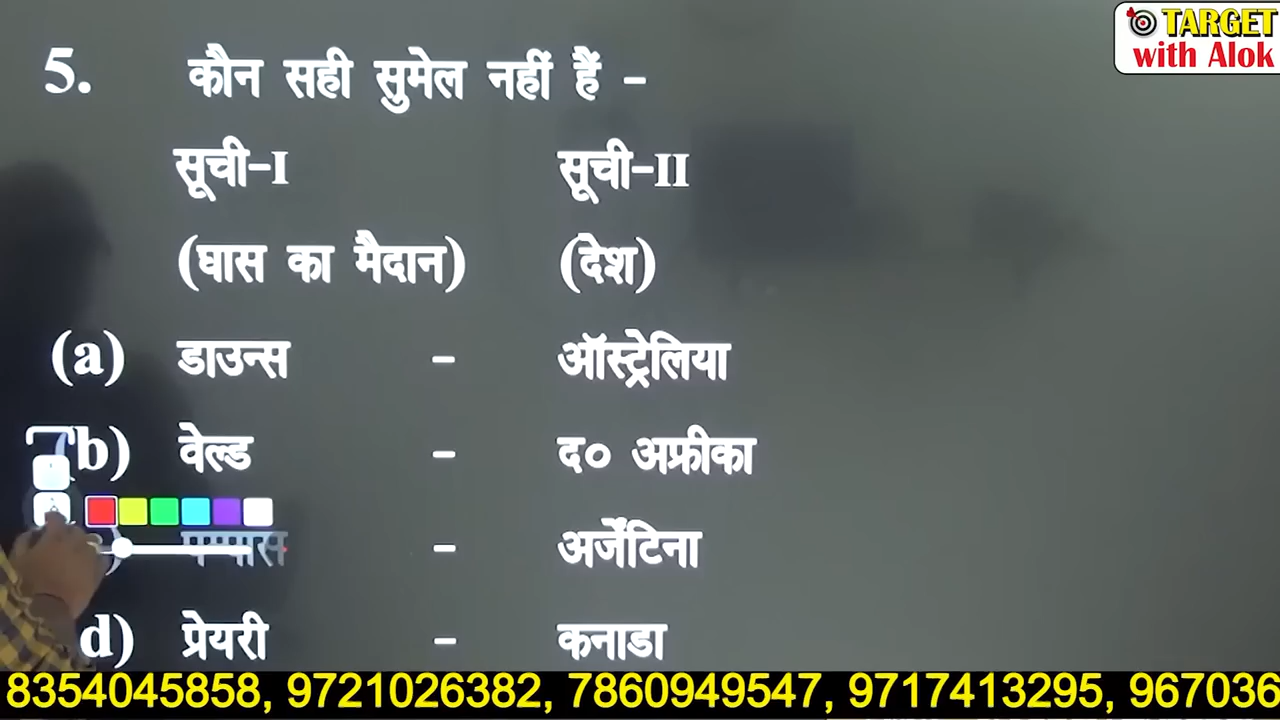 TARGET
with Alok
5. कौन सही सुमेल नहीं हैं -
सूची-I सूची-II
(घास का मैदान) (देश)
(a) डाउन्स - ऑस्ट्रेलिया
b) वेल्ड - द० अफ्रीका
पम्पास - अर्जेंटिना
d) प्रेयरी - कनाडा
8354045858, 9721026382, 7860949547, 9717413295, 967036